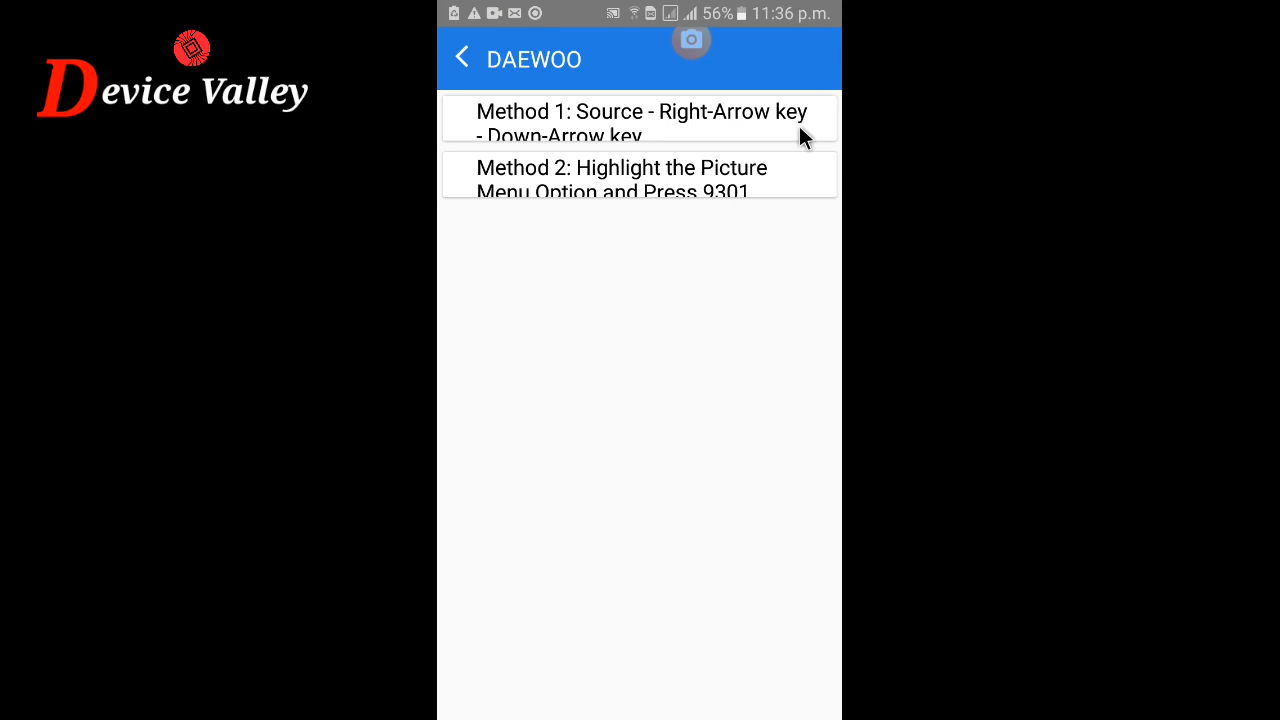 Device Valley
56% 11:36 p.m.
DAEWOO
Method 1: Source - Right-Arrow key
- Down-Arrow key
Method 2: Highlight the Picture
Menu Option and Press 9301